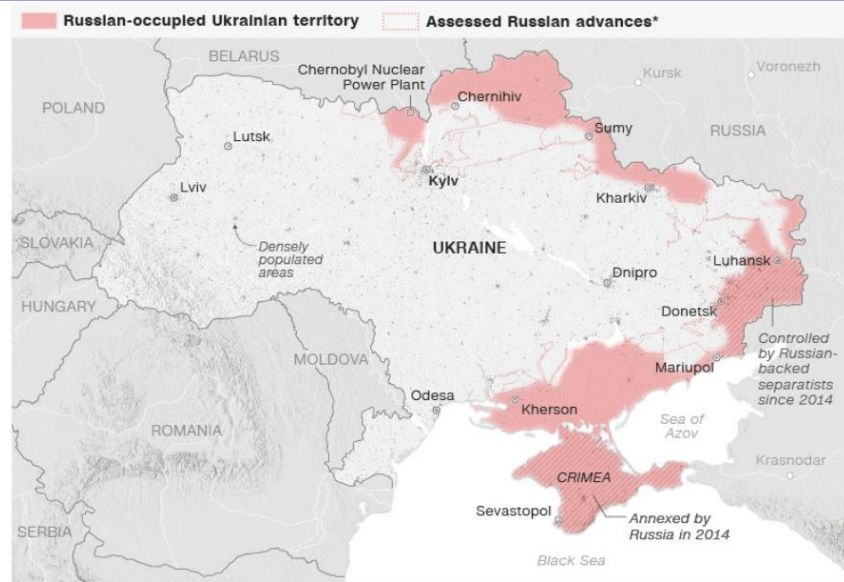 Russian-occupied Ukrainian territory
Assessed Russian advances*
BELARUS
Chernobyl Nuclear
Power Plant
Kursk
Voronezh
POLAND
Chernihiv
RUSSIA
Lutsk
Sumy
Kyiv
Lviv
Kharkiv
SLOVAKIA
Densely
populated
areas
UKRAINE
Luhansk
Dnipro
HUNGARY
Donetsk
MOLDOVA
Controlled
by Russian-
backed
separatists
since 2014
Mariupol
Odesa
Kherson
Sea of
Azov
ROMANIA
Krasnodar
CRIMEA
Sevastopol
Annexed by
Russia in 2014
SERBIA
Black Sea